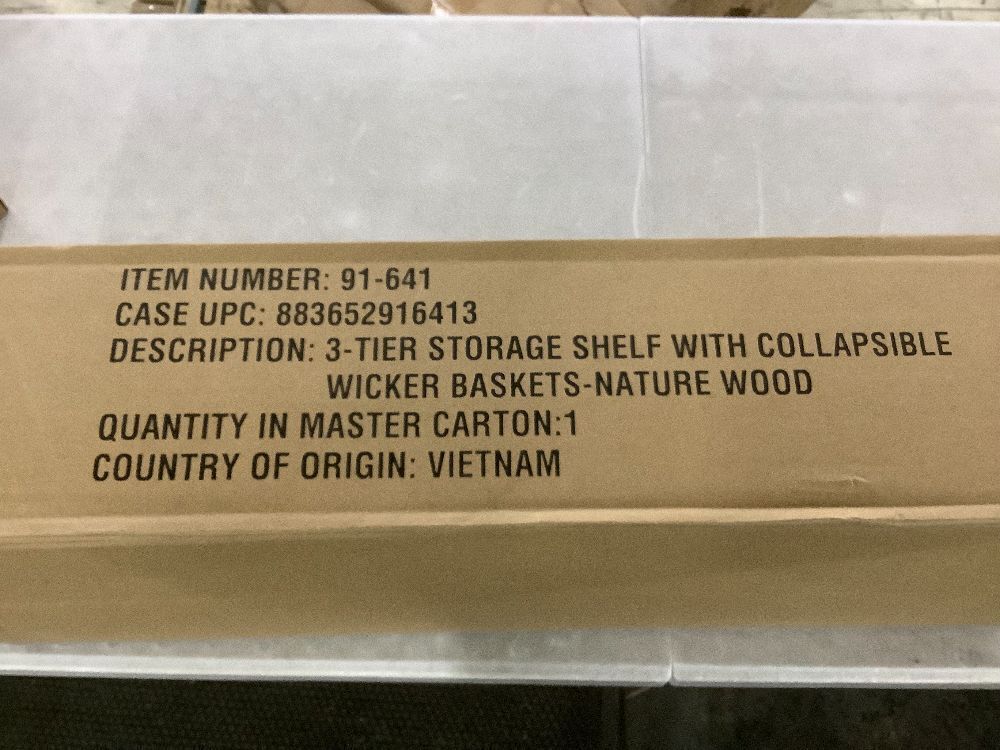 ITEM NUMBER: 91-641
CASE UPC: 883652916413
DESCRIPTION: 3-TIER STORAGE SHELF WITH COLLAPSIBLE
WICKER BASKETS-NATURE WOOD
QUANTITY IN MASTER CARTON:1
COUNTRY OF ORIGIN: VIETNAM